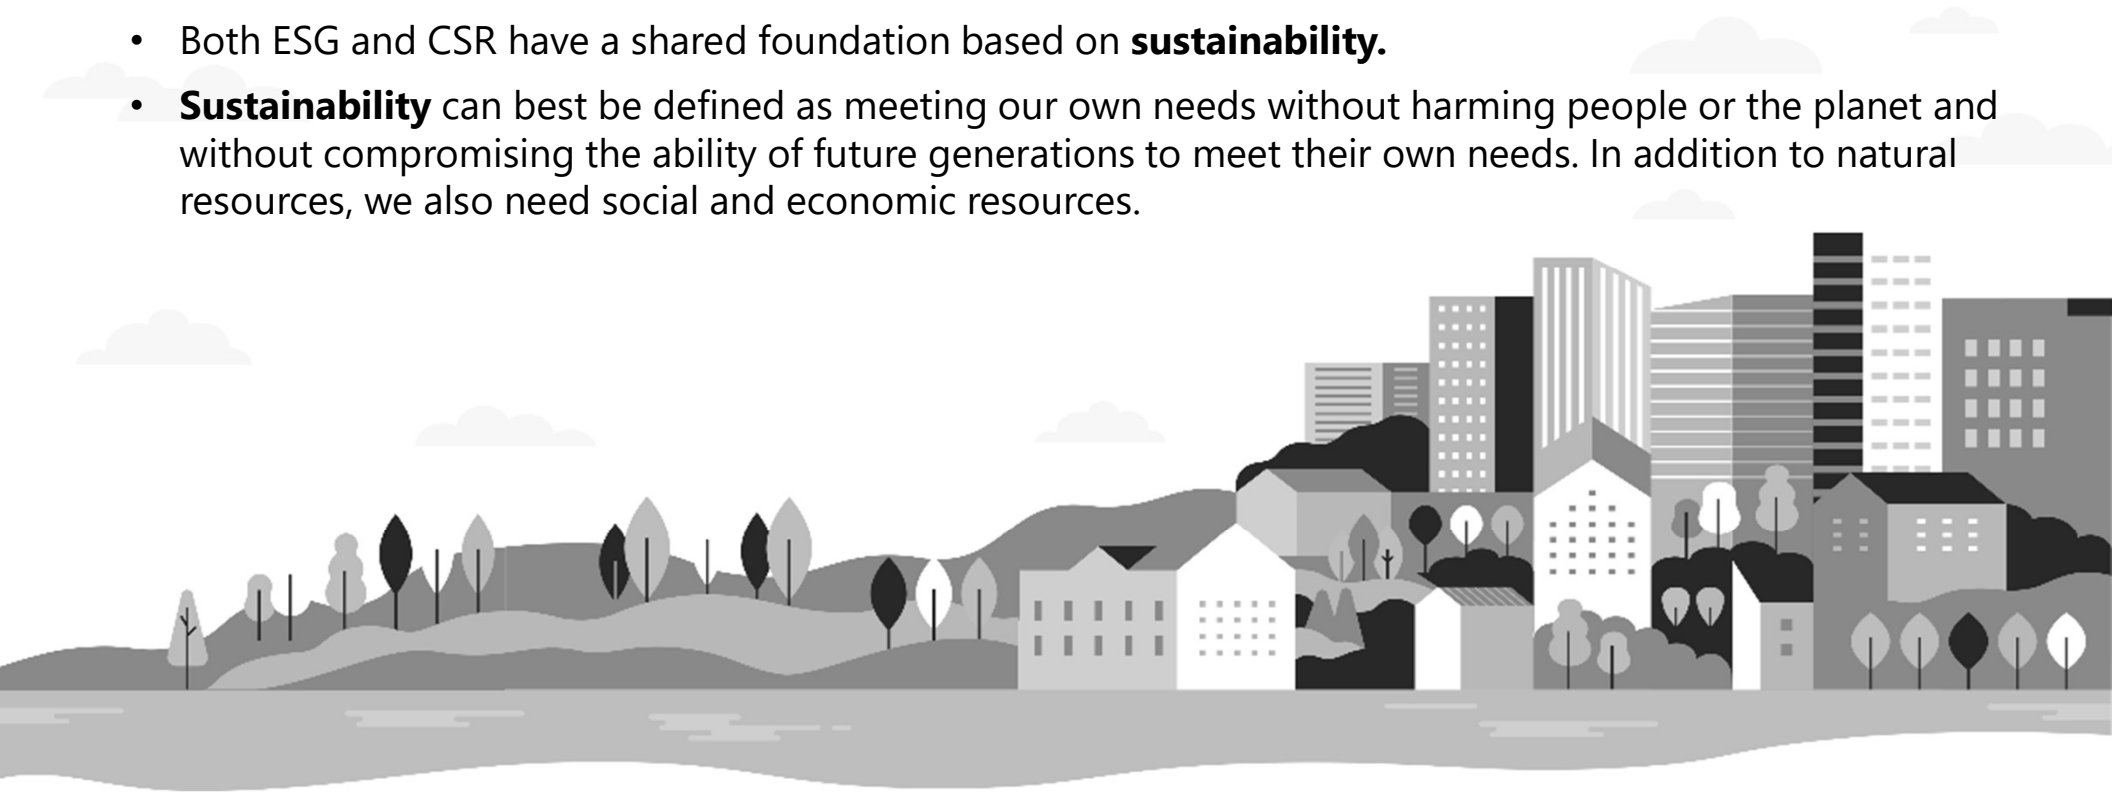 • Both ESG and CSR have a shared foundation based on sustainability.
• Sustainability can best be defined as meeting our own needs without harming people or the planet and
without compromising the ability of future generations to meet their own needs. In addition to natural
resources, we also need social and economic resources.